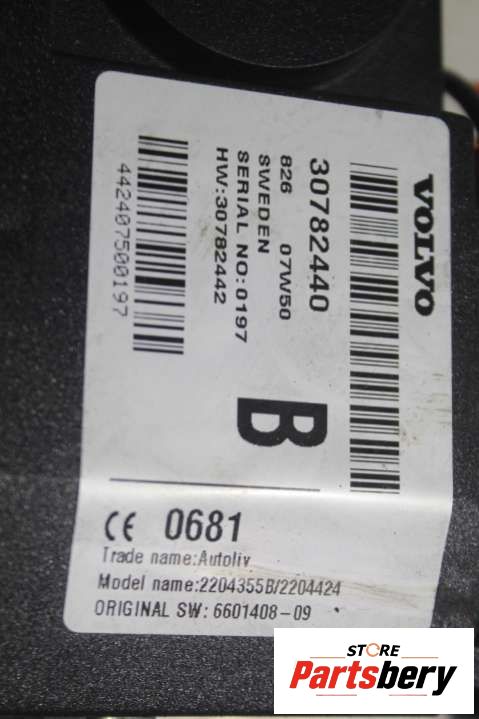 VOLVO
30782440
826 07W50
SWEDEN
SERIAL NO:0197
HW:30782442
442407500197
B
CE 0681
Trade name:Autoliv
Model name:2204355B/2204424
ORIGINAL SW: 6601408-09
STORE
Partsbery